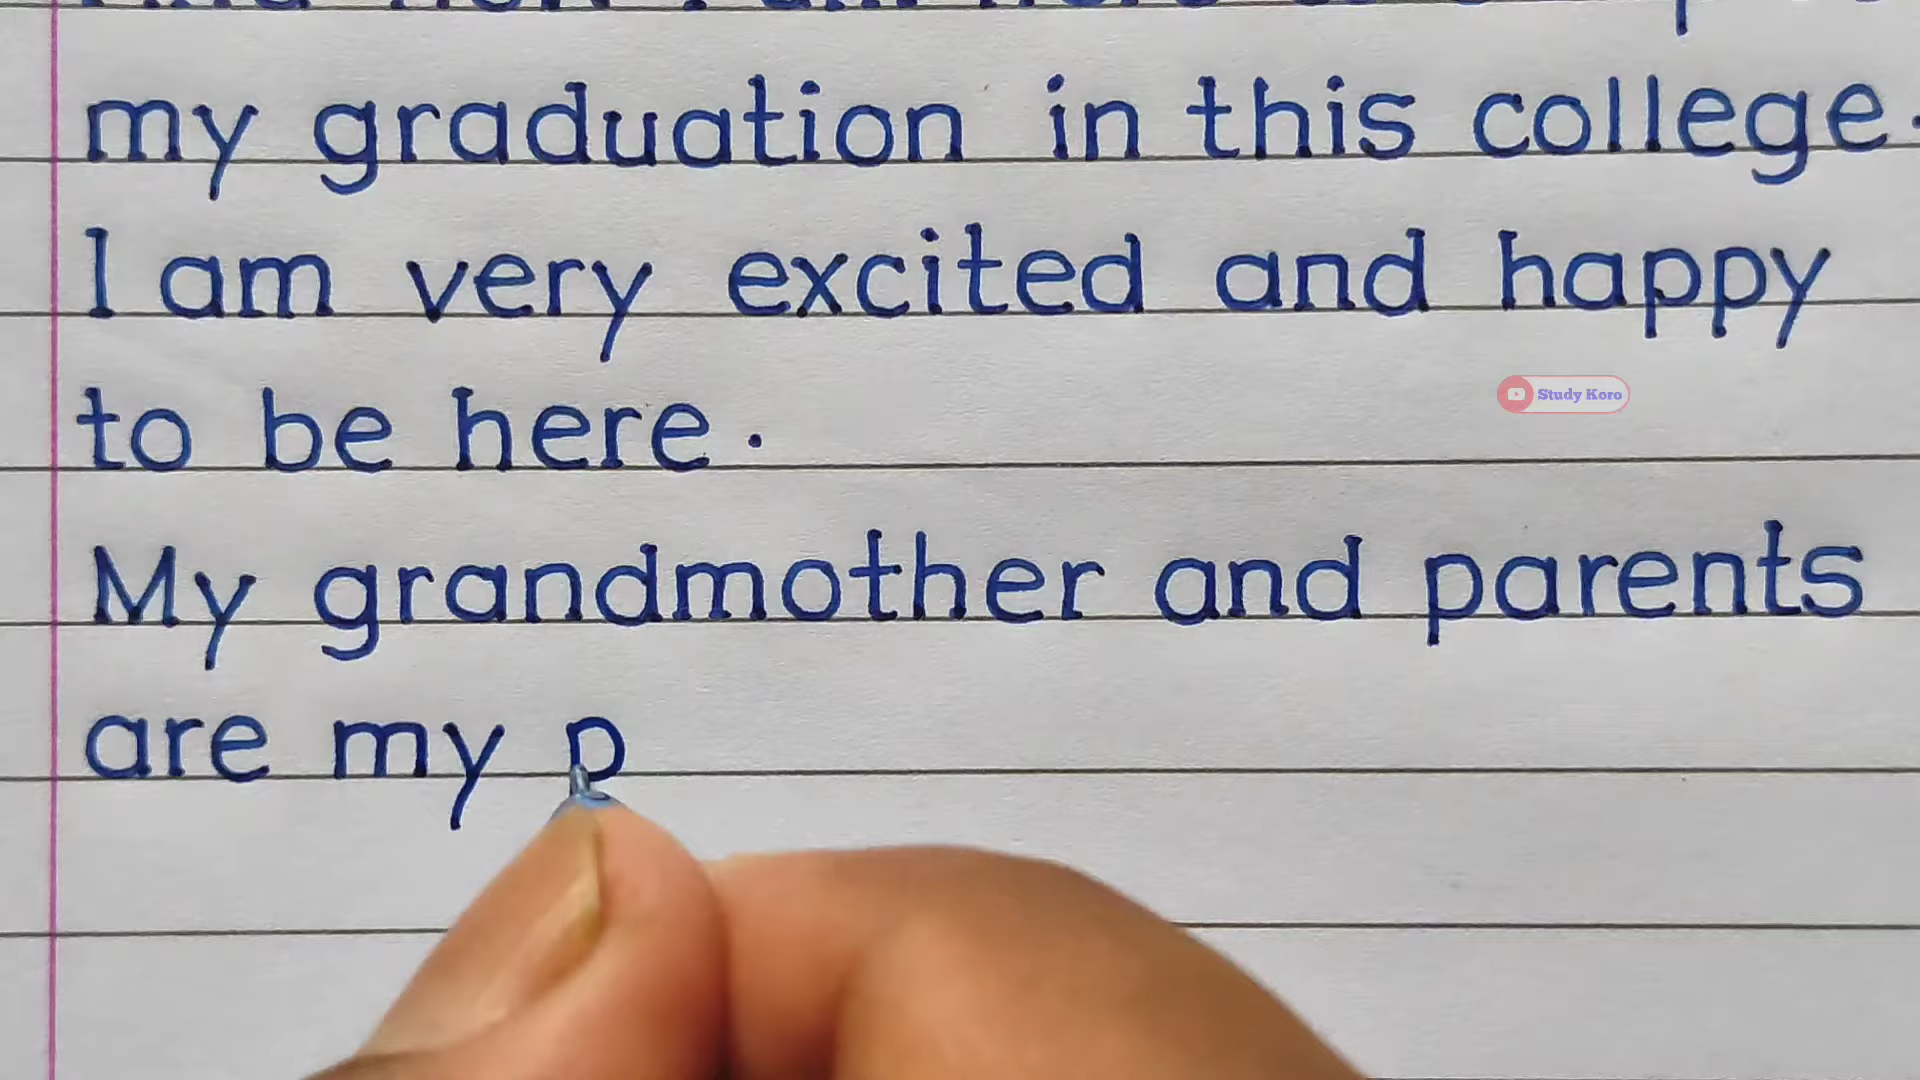 my graduation in this college.
I am very excited and happy
to be here.
Study Koro
My grandmother and parents
are my p